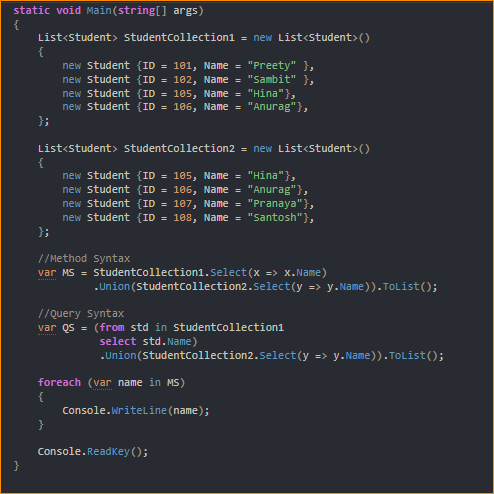 static void Main(string[] args)
{
    List<Student> StudentCollection1 = new List<Student>()
    {
        new Student {ID = 101, Name = "Preety" },
        new Student {ID = 102, Name = "Sambit" },
        new Student {ID = 105, Name = "Hina"},
        new Student {ID = 106, Name = "Anurag"},
    };

    List<Student> StudentCollection2 = new List<Student>()
    {
        new Student {ID = 105, Name = "Hina"},
        new Student {ID = 106, Name = "Anurag"},
        new Student {ID = 107, Name = "Pranaya"},
        new Student {ID = 108, Name = "Santosh"},
    };

    //Method Syntax
    var MS = StudentCollection1.Select(x => x.Name)
             .Union(StudentCollection2.Select(y => y.Name)).ToList();

    //Query Syntax
    var QS = (from std in StudentCollection1
              select std.Name)
              .Union(StudentCollection2.Select(y => y.Name)).ToList();

    foreach (var name in MS)
    {
        Console.WriteLine(name);
    }

    Console.ReadKey();
}